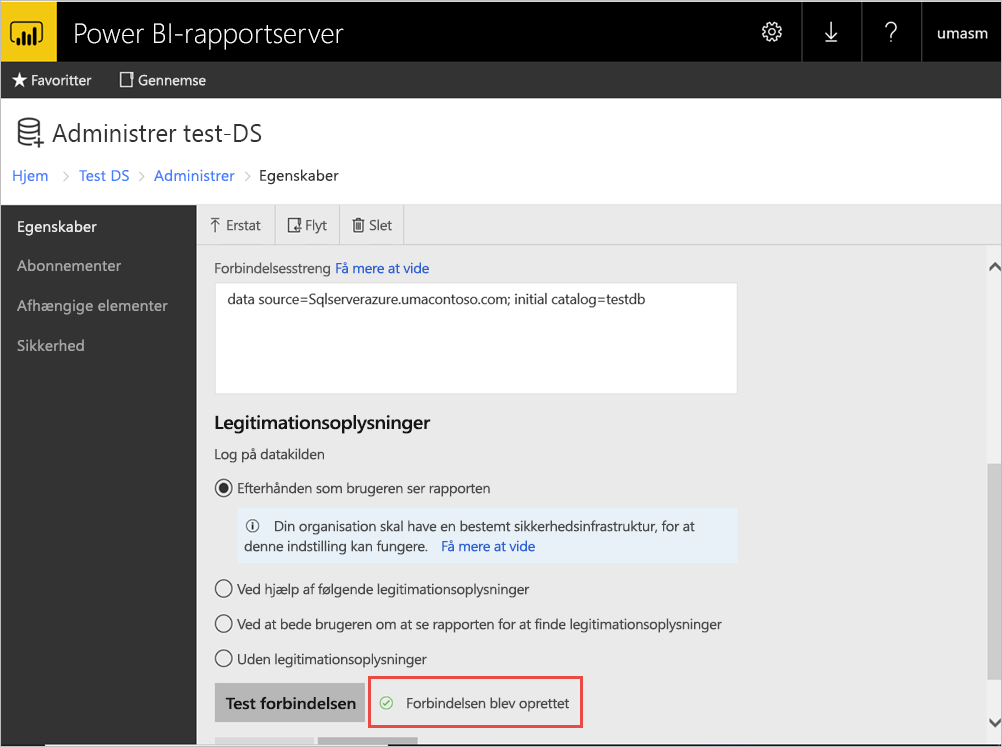 Power BI-rapportserver
? umasm
Favoritter Gennemse
Administrer test-DS
Hjem > Test DS > Administrer > Egenskaber
Egenskaber
Abonnementer
Afhængige elementer
Sikkerhed
Erstat Flyt Slet
Forbindelsesstreng Få mere at vide
data source=Sqlserverazure.umacontoso.com; initial catalog=testdb
Legitimationsoplysninger
Log på datakilden
Efterhånden som brugeren ser rapporten
Din organisation skal have en bestemt sikkerhedsinfrastruktur, for at
denne indstilling kan fungere. Få mere at vide
Ved hjælp af følgende legitimationsoplysninger
Ved at bede brugeren om at se rapporten for at finde legitimationsoplysninger
Uden legitimationsoplysninger
Test forbindelsen Forbindelsen blev oprettet